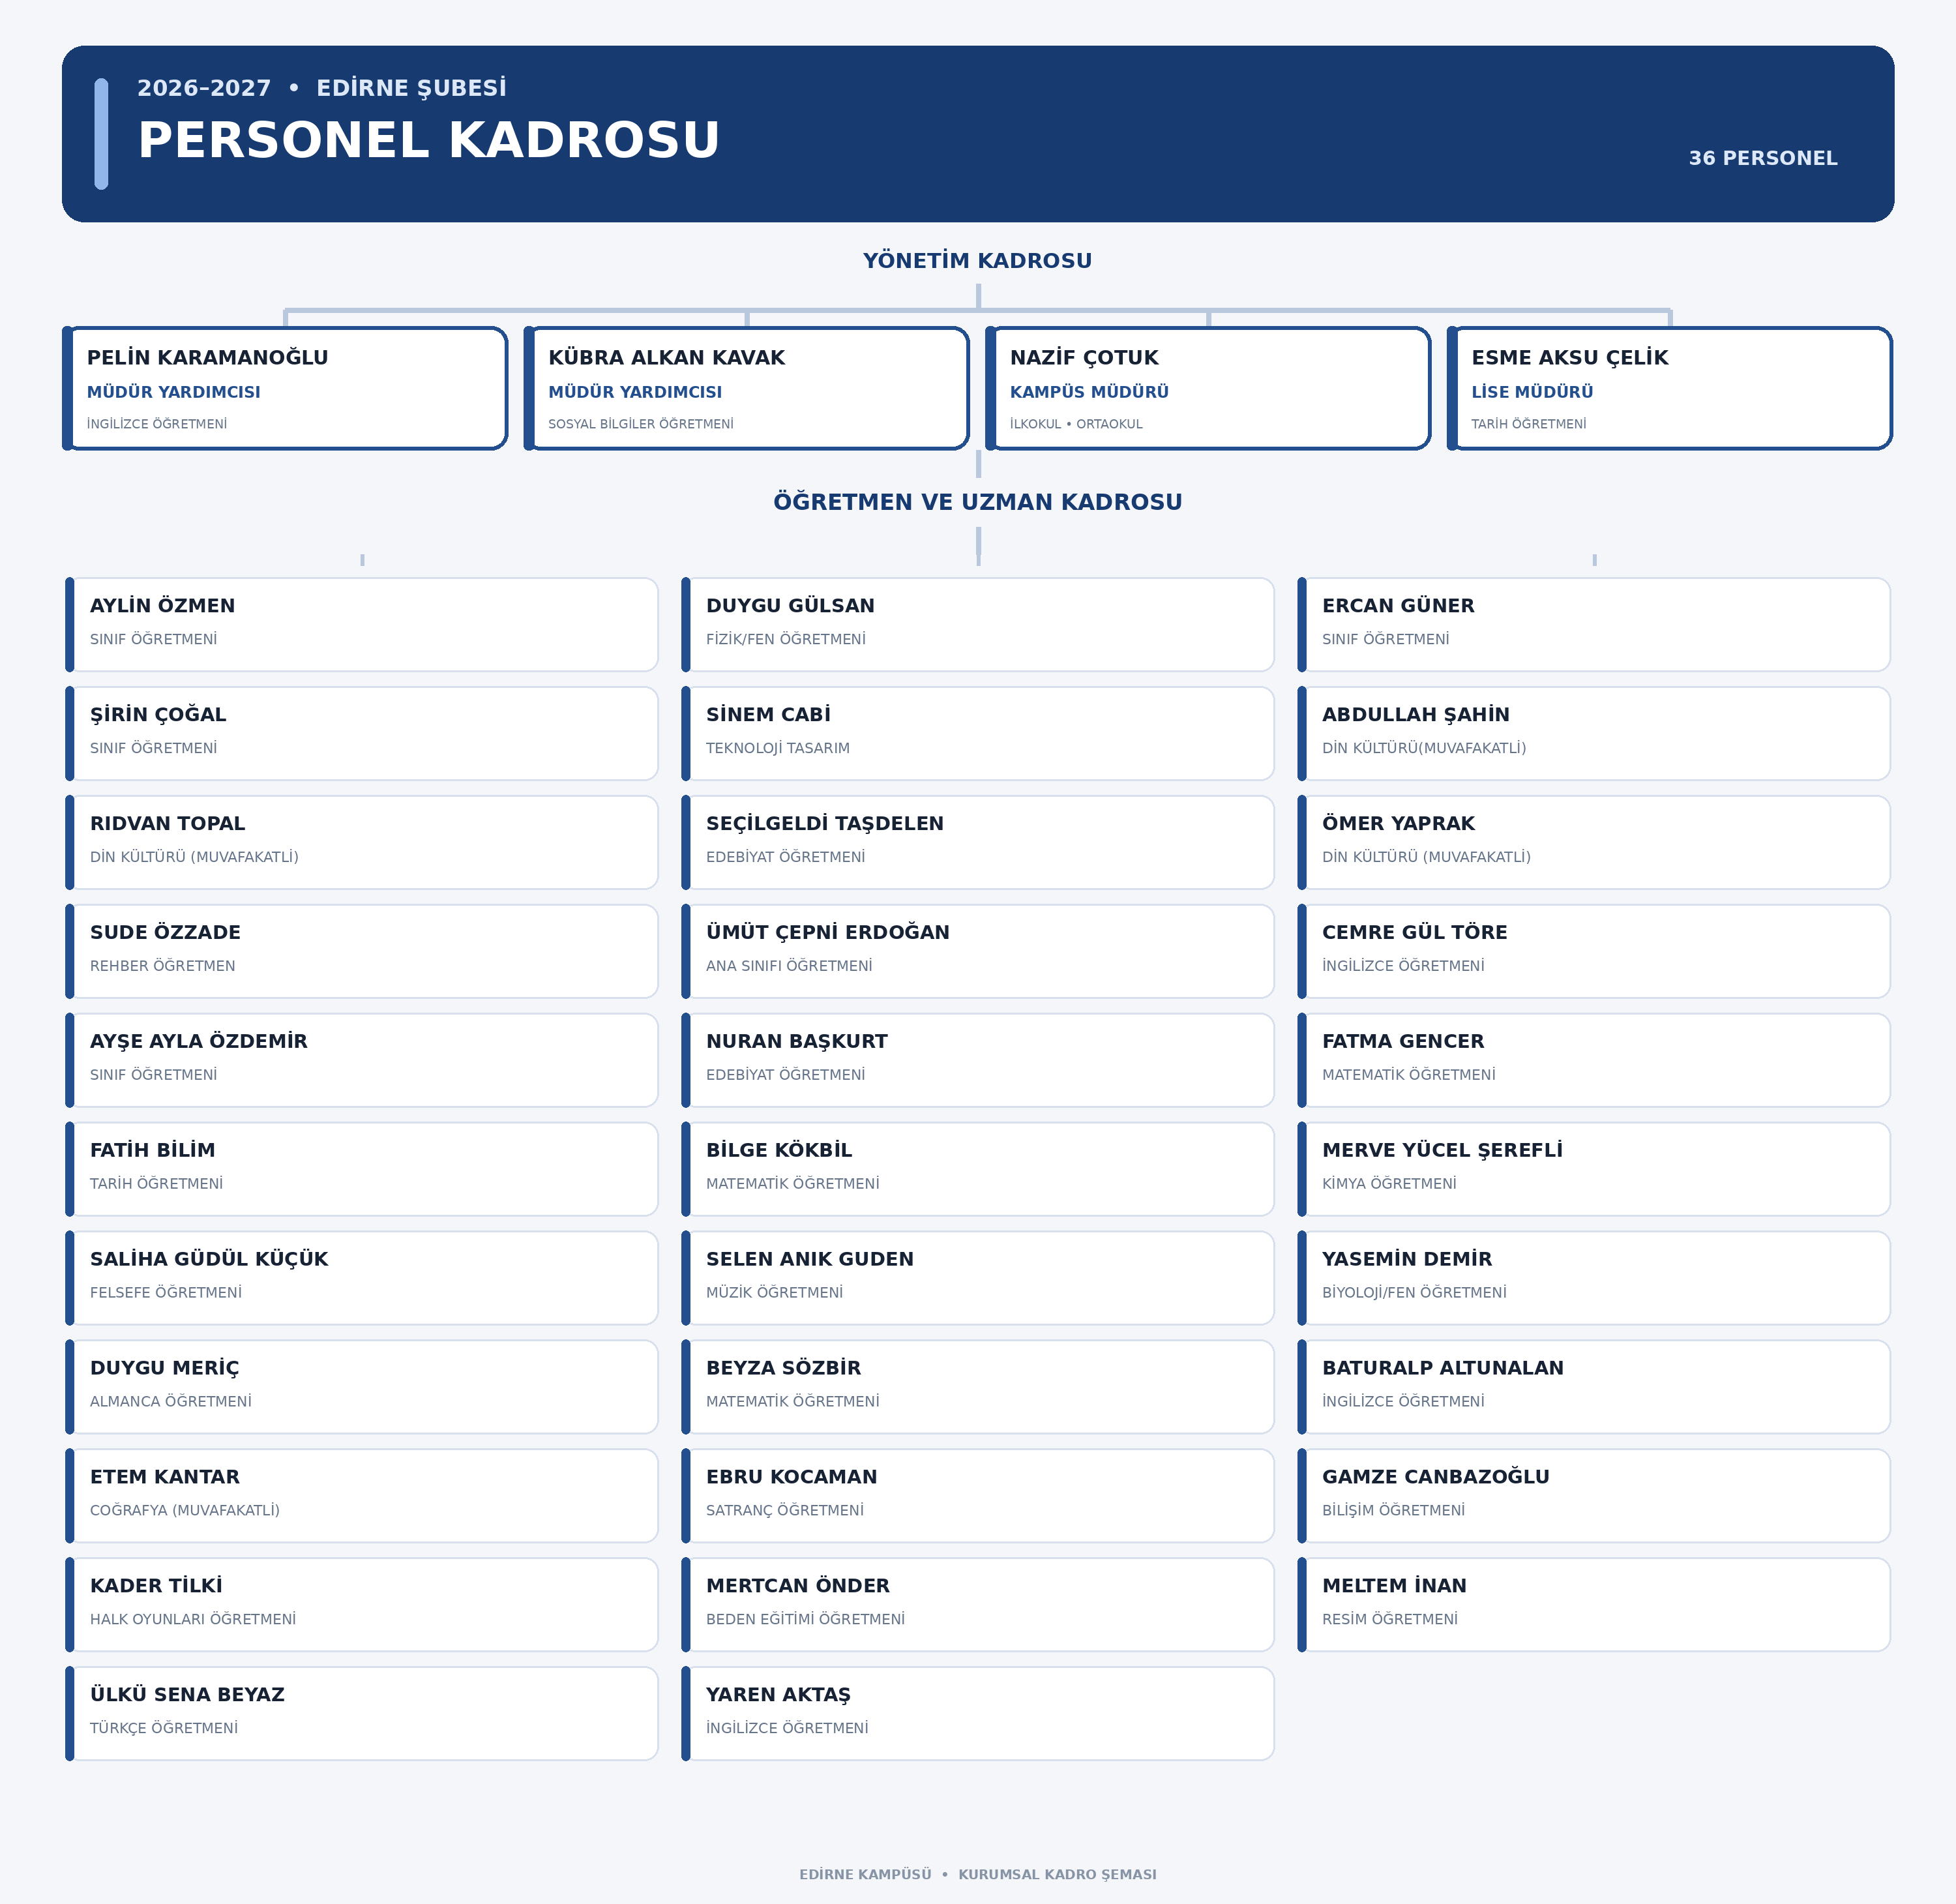 2026–2027 • EDİRNE ŞUBESİ
PERSONEL KADROSU
36 PERSONEL
YÖNETİM KADROSU
PELİN KARAMANOĞLU
MÜDÜR YARDIMCISI
İNGİLİZCE ÖĞRETMENİ
KÜBRA ALKAN KAVAK
MÜDÜR YARDIMCISI
SOSYAL BİLGİLER ÖĞRETMENİ
NAZİF ÇOTUK
KAMPÜS MÜDÜRÜ
İLKOKUL • ORTAOKUL
ESME AKSU ÇELİK
LİSE MÜDÜRÜ
TARİH ÖĞRETMENİ
ÖĞRETMEN VE UZMAN KADROSU
AYLİN ÖZMEN
SINIF ÖĞRETMENİ
DUYGU GÜLSAN
FİZİK/FEN ÖĞRETMENİ
ERCAN GÜNER
SINIF ÖĞRETMENİ
ŞİRİN ÇOĞAL
SINIF ÖĞRETMENİ
SİNEM CABİ
TEKNOLOJİ TASARIM
ABDULLAH ŞAHİN
DİN KÜLTÜRÜ(MUVAFAKATLİ)
RIDVAN TOPAL
DİN KÜLTÜRÜ (MUVAFAKATLİ)
SEÇİLGELDİ TAŞDELEN
EDEBİYAT ÖĞRETMENİ
ÖMER YAPRAK
DİN KÜLTÜRÜ (MUVAFAKATLİ)
SUDE ÖZZADE
REHBER ÖĞRETMEN
ÜMÜT ÇEPNİ ERDOĞAN
ANA SINIFI ÖĞRETMENİ
CEMRE GÜL TÖRE
İNGİLİZCE ÖĞRETMENİ
AYŞE AYLA ÖZDEMİR
SINIF ÖĞRETMENİ
NURAN BAŞKURT
EDEBİYAT ÖĞRETMENİ
FATMA GENCER
MATEMATİK ÖĞRETMENİ
FATİH BİLİM
TARİH ÖĞRETMENİ
BİLGE KÖKBİL
MATEMATİK ÖĞRETMENİ
MERVE YÜCEL ŞEREFLİ
KİMYA ÖĞRETMENİ
SALİHA GÜDÜL KÜÇÜK
FELSEFE ÖĞRETMENİ
SELEN ANIK GUDEN
MÜZİK ÖĞRETMENİ
YASEMİN DEMİR
BİYOLOJİ/FEN ÖĞRETMENİ
DUYGU MERİÇ
ALMANCA ÖĞRETMENİ
BEYZA SÖZBİR
MATEMATİK ÖĞRETMENİ
BATURALP ALTUNALAN
İNGİLİZCE ÖĞRETMENİ
ETEM KANTAR
COĞRAFYA (MUVAFAKATLİ)
EBRU KOCAMAN
SATRANÇ ÖĞRETMENİ
GAMZE CANBAZOĞLU
BİLİŞİM ÖĞRETMENİ
KADER TİLKİ
HALK OYUNLARI ÖĞRETMENİ
MERTCAN ÖNDER
BEDEN EĞİTİMİ ÖĞRETMENİ
MELTEM İNAN
RESİM ÖĞRETMENİ
ÜLKÜ SENA BEYAZ
TÜRKÇE ÖĞRETMENİ
YAREN AKTAŞ
İNGİLİZCE ÖĞRETMENİ
EDİRNE KAMPÜSÜ • KURUMSAL KADRO ŞEMASI